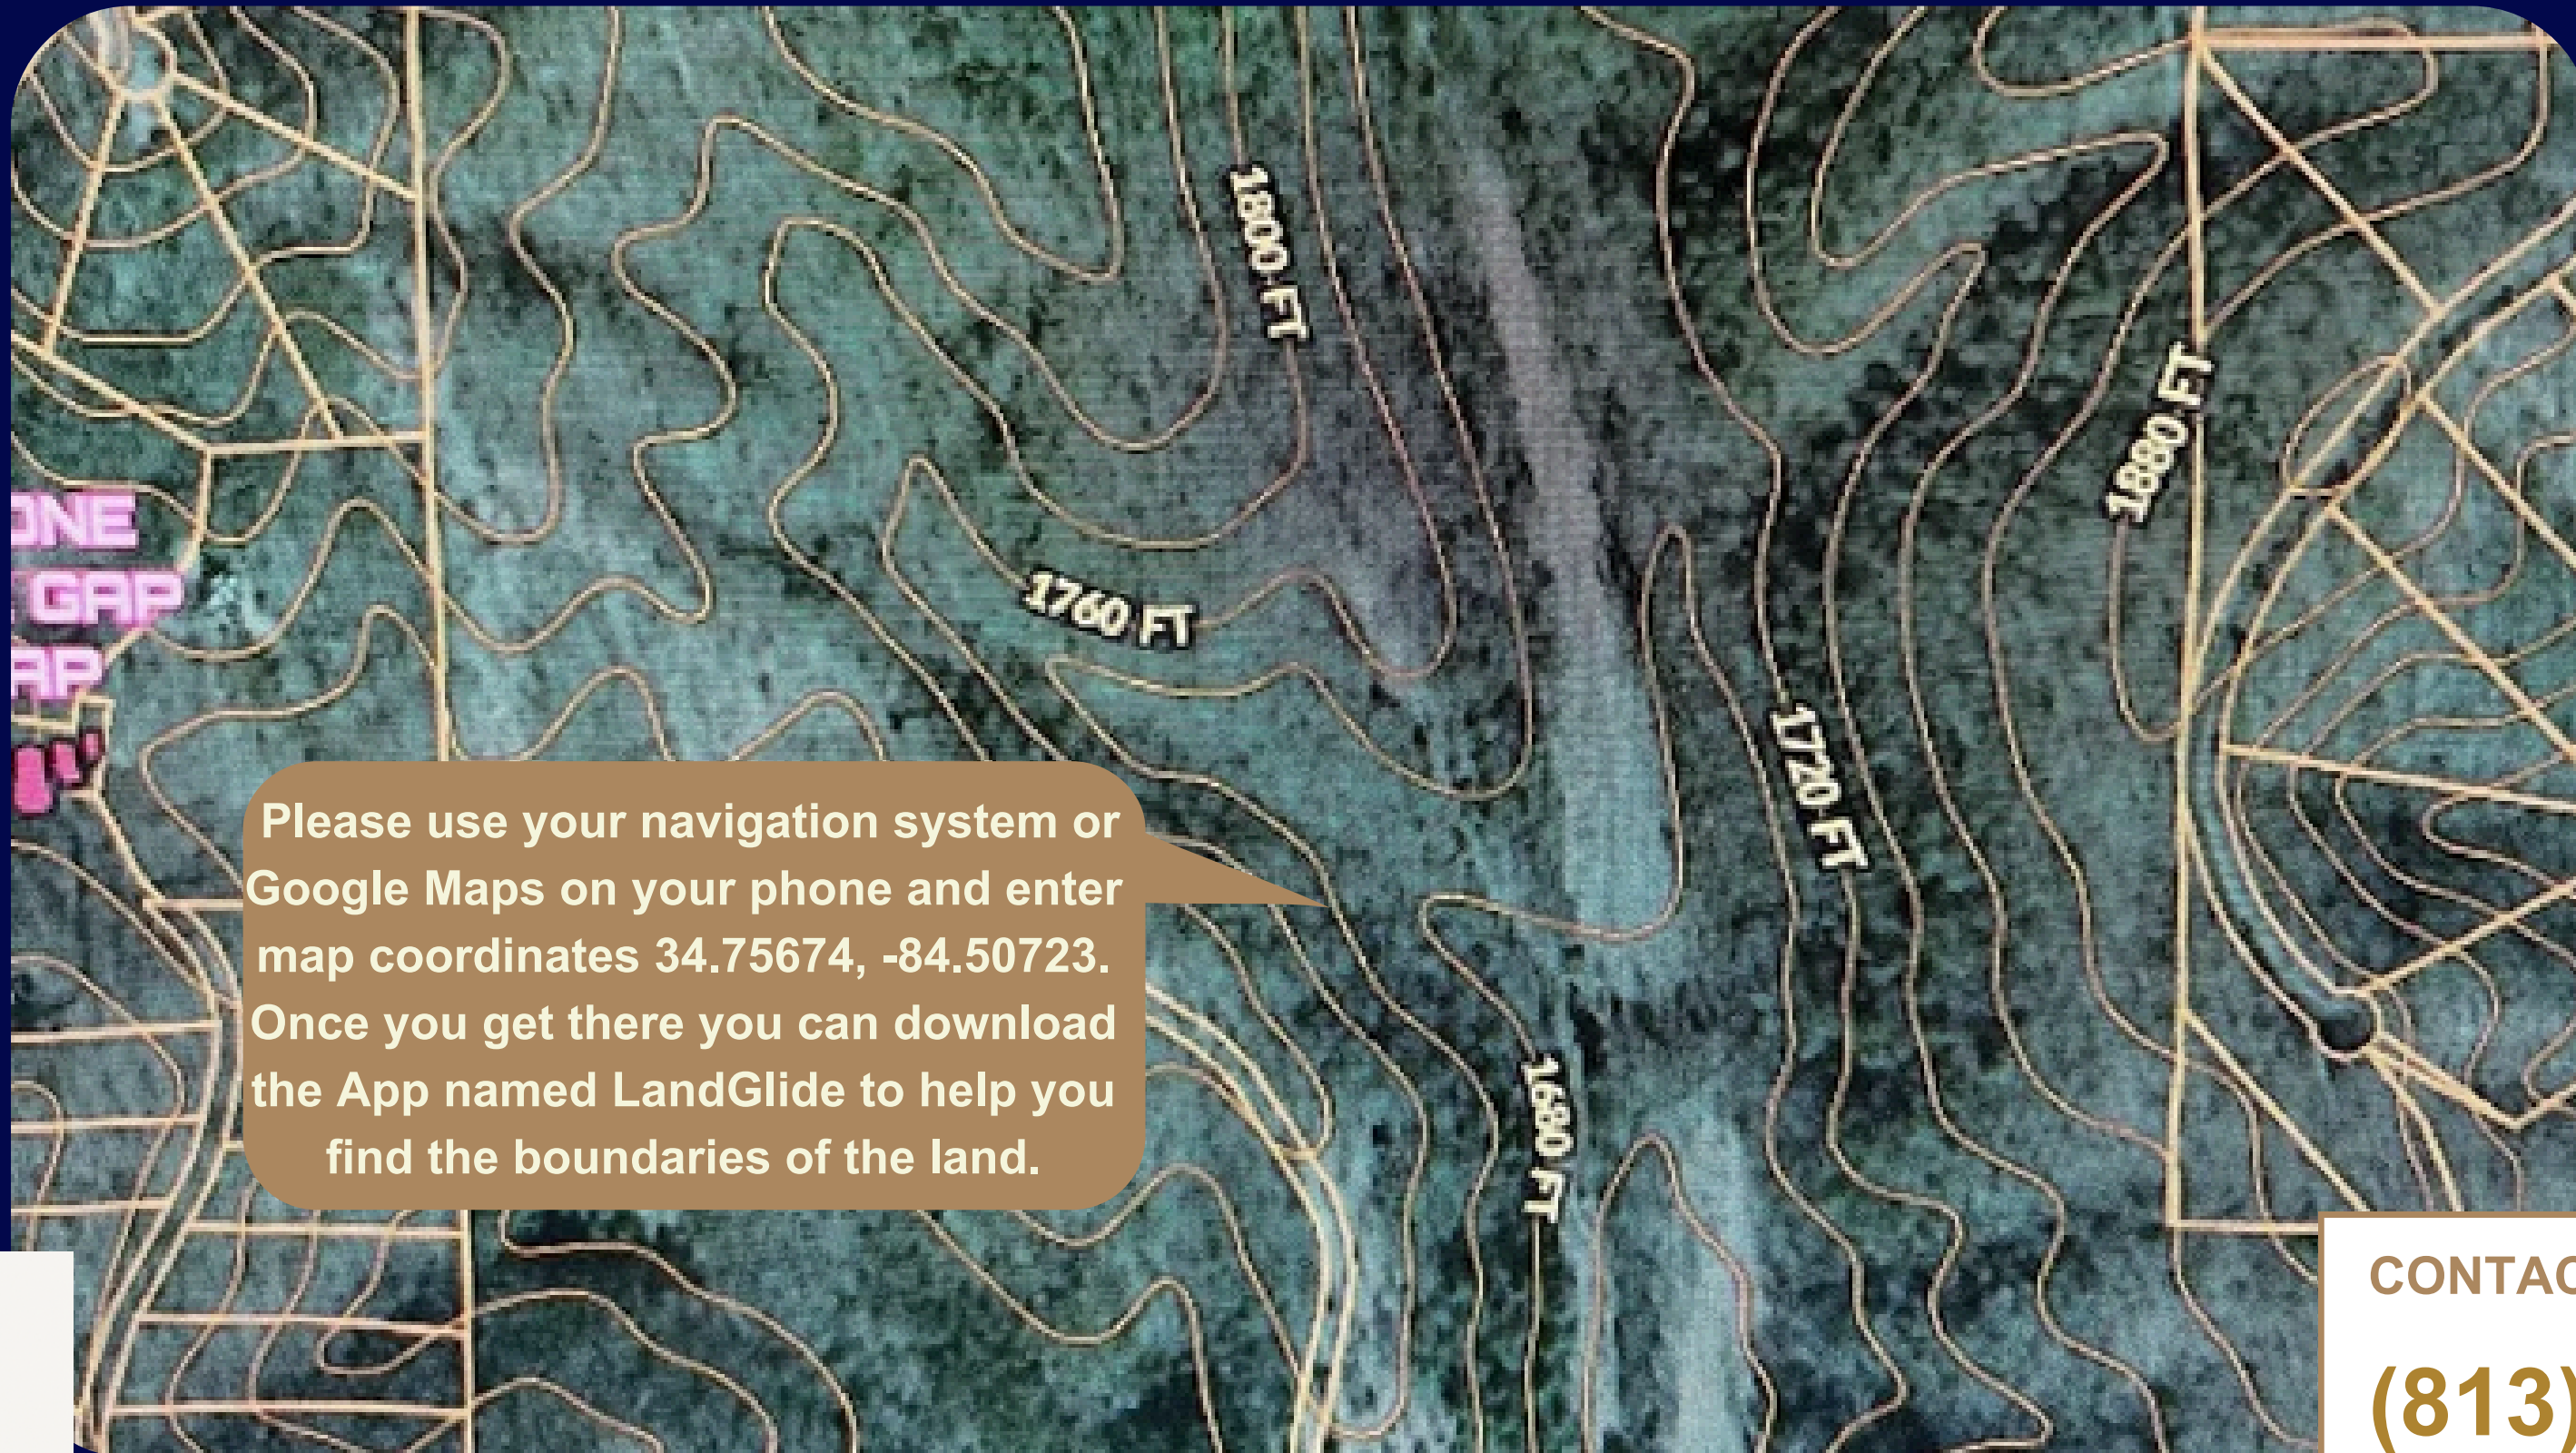 1800 FT
1880 FT
GAP
1760 FT
1720 FT
Please use your navigation system or
Google Maps on your phone and enter
map coordinates 34.75674, -84.50723.
Once you get there you can download
the App named LandGlide to help you
find the boundaries of the land.
1680 FT
(813)